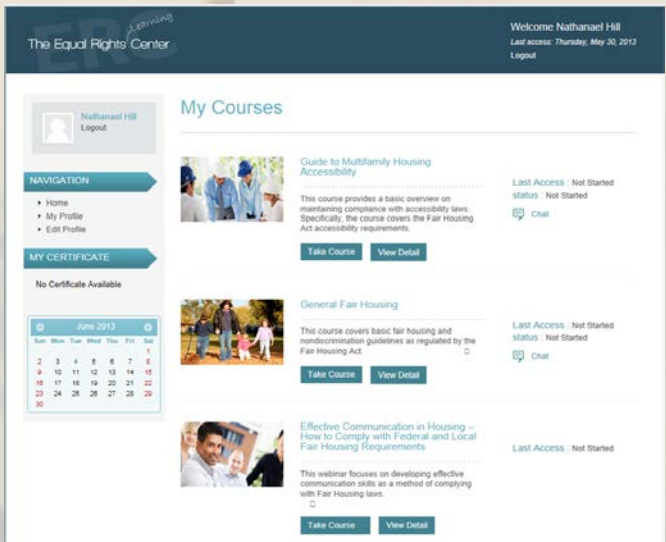 ERC Learning
The Equal Rights Center
Welcome Nathanael Hill
Last access: Thursday, May 30, 2013
Logout
Nathanael Hill
Logout
NAVIGATION
Home
My Profile
Edit Profile
MY CERTIFICATE
No Certificate Available
June 2013
Sun Mon Tue Wed Thu Fri Sat
1
2 3 4 5 6 7 8
9 10 11 12 13 14 15
16 17 18 19 20 21 22
23 24 25 26 27 28 29
30
My Courses
Guide to Multifamily Housing
Accessibility
This course provides a basic overview on
maintaining compliance with accessibility laws.
Specifically, the course covers the Fair Housing
Act accessibility requirements.
Take Course View Detail
Last Access : Not Started
status : Not Started
Chat
General Fair Housing
This course covers basic fair housing and
nondiscrimination guidelines as regulated by the
Fair Housing Act.
Take Course View Detail
Last Access : Not Started
status : Not Started
Chat
Effective Communication in Housing –
How to Comply with Federal and Local
Fair Housing Requirements
This webinar focuses on developing effective
communication skills as a method of complying
with Fair Housing laws.
Take Course View Detail
Last Access : Not Started